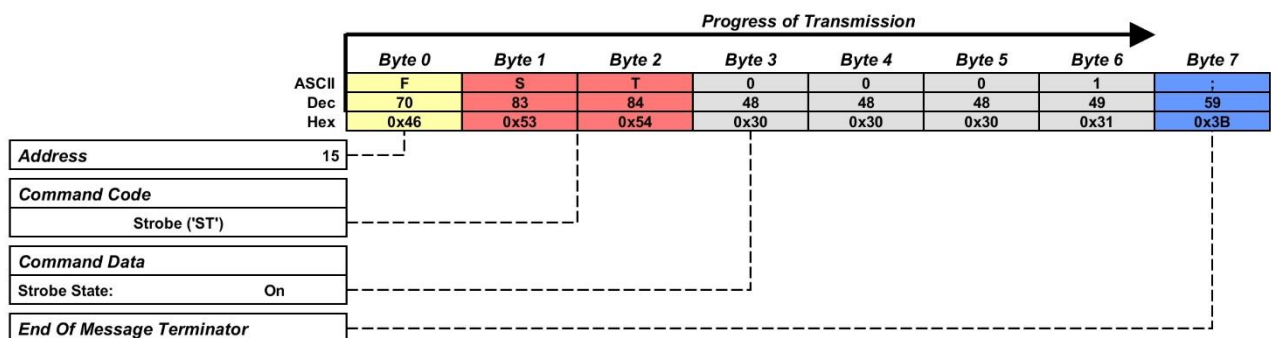 Progress of Transmission
Byte 0 Byte 1 Byte 2 Byte 3 Byte 4 Byte 5 Byte 6 Byte 7
ASCII F S T 0 0 0 1 ;
Dec 70 83 84 48 48 48 49 59
Hex 0x46 0x53 0x54 0x30 0x30 0x30 0x31 0x3B
Address 15
Command Code
Strobe ('ST')
Command Data
Strobe State: On
End Of Message Terminator